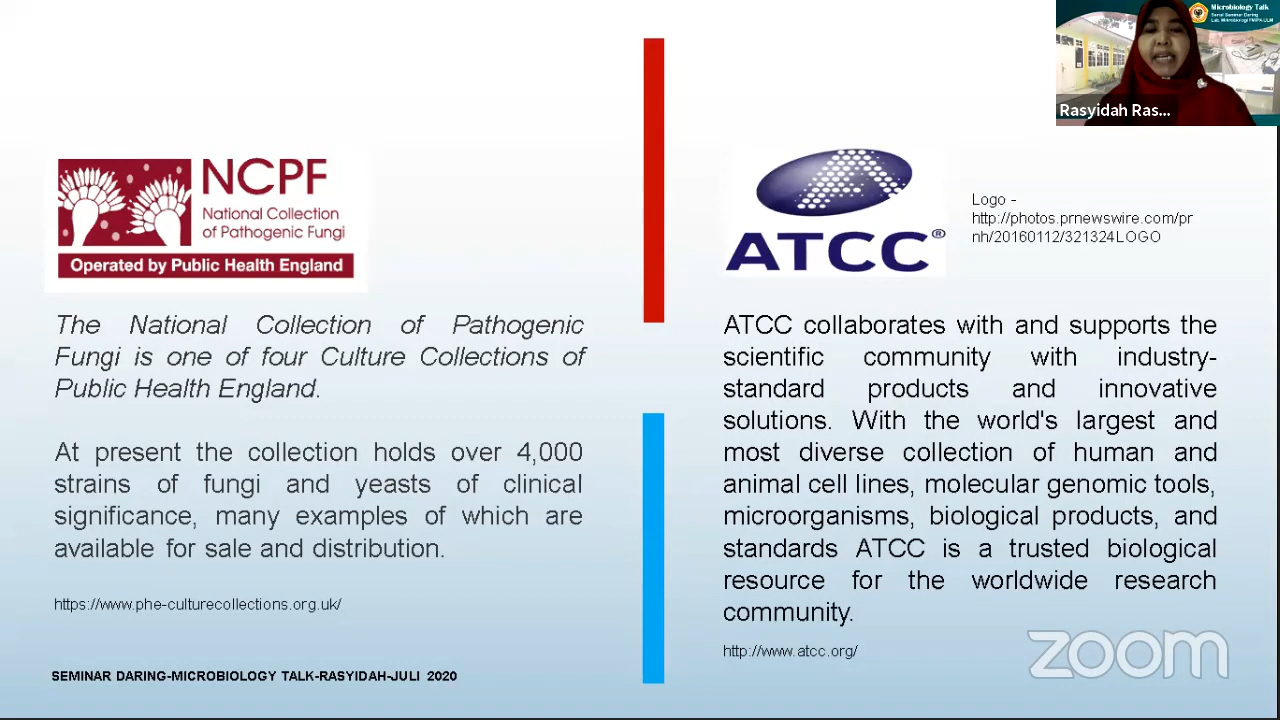 Microbiology Talk
Serial Seminar Daring
Lab. Mikrobiologi FMIPA ULM
Rasyidah Ras...
NCPF
National Collection
of Pathogenic Fungi
Operated by Public Health England
The National Collection of Pathogenic
Fungi is one of four Culture Collections of
Public Health England.
At present the collection holds over 4,000
strains of fungi and yeasts of clinical
significance, many examples of which are
available for sale and distribution.
https://www.phe-culturecollections.org.uk/
SEMINAR DARING-MICROBIOLOGY TALK-RASYIDAH-JULI 2020
ATCC®
Logo -
http://photos.prnewswire.com/pr
nh/20160112/321324LOGO
ATCC collaborates with and supports the
scientific community with industry-
standard products and innovative
solutions. With the world's largest and
most diverse collection of human and
animal cell lines, molecular genomic tools,
microorganisms, biological products, and
standards ATCC is a trusted biological
resource for the worldwide research
community.
http://www.atcc.org/
zoom